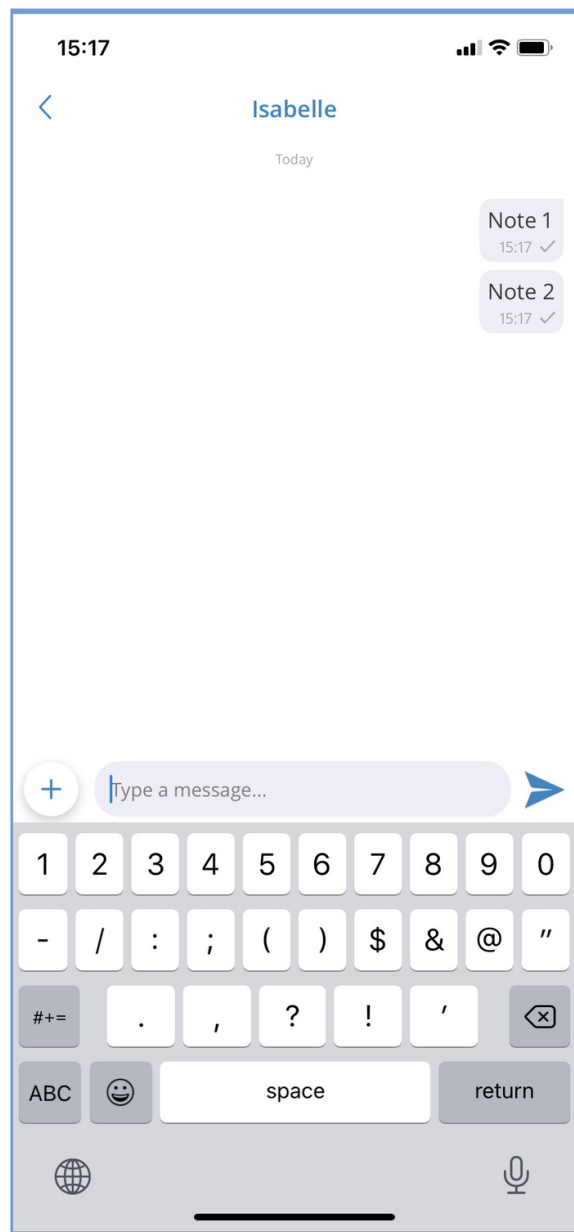 15:17
Isabelle
Today
Note 1
15:17
Note 2
15:17
Type a message...
1 2 3 4 5 6 7 8 9 0
- / : ; ( ) $ & @ "
#+= . , ? ! '
ABC space return